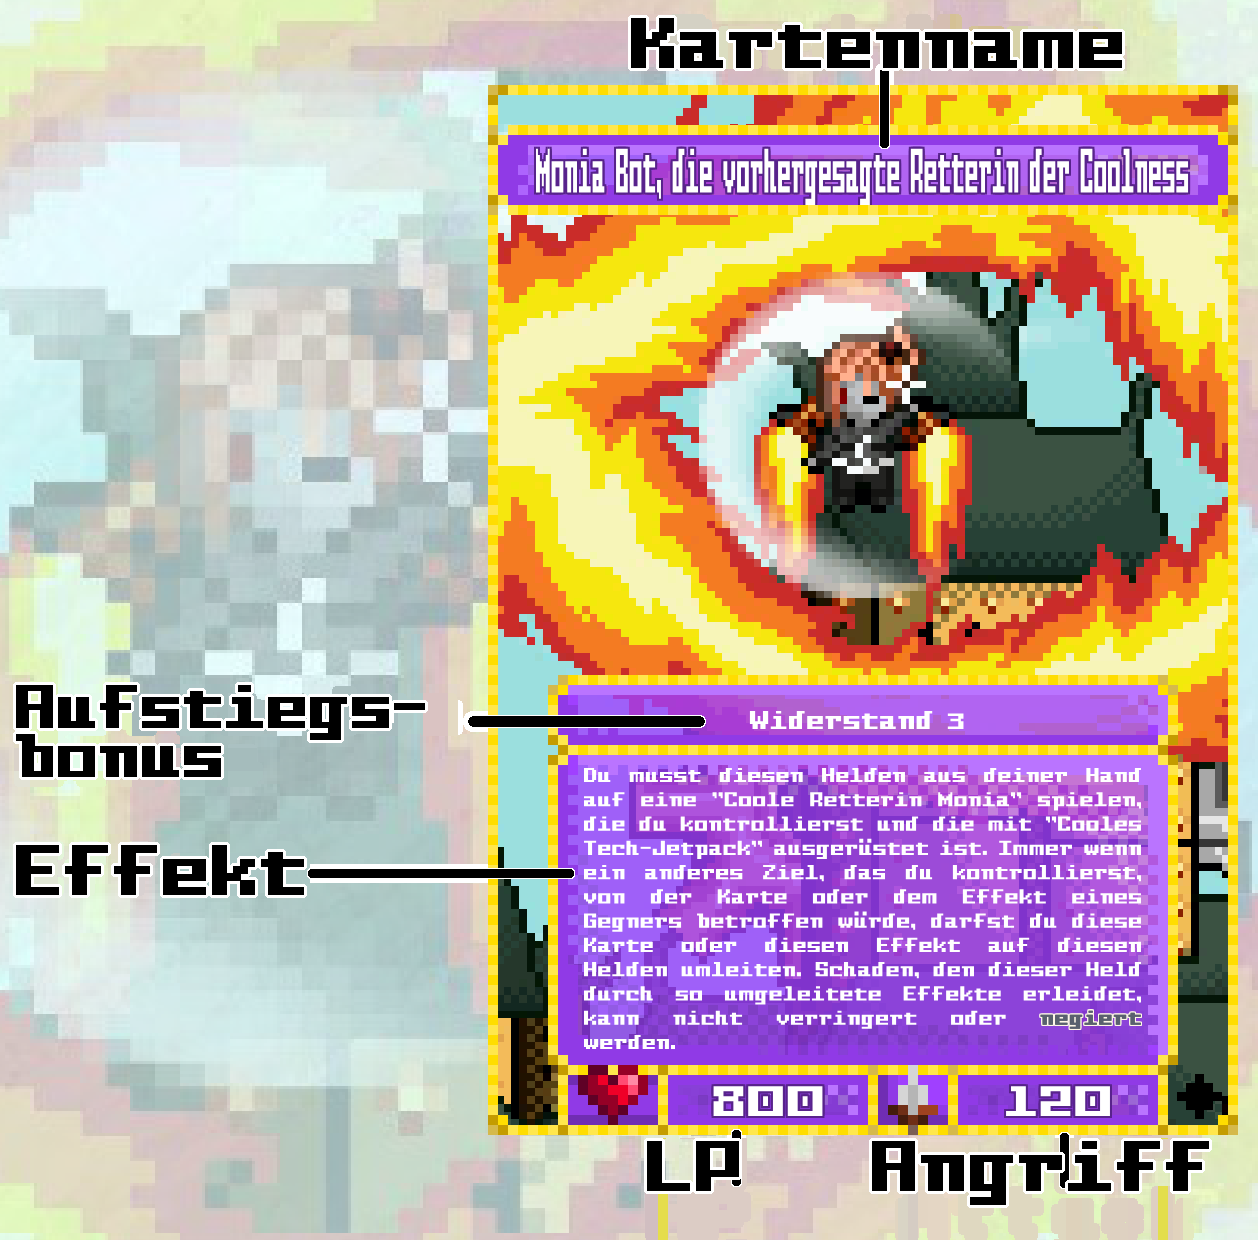 Kartenname
Monia Bot, die vorhergesagte Retterin der Coolness
Aufstiegs-
bonus
Widerstand 3
Effekt
Du musst diesen Helden aus deiner Hand
auf eine "Coole Retterin Monia" spielen,
die du kontrollierst und die mit "Cooles
Tech-Jetpack" ausgerüstet ist. Immer wenn
ein anderes Ziel, das du kontrollierst,
von der Karte oder dem Effekt eines
Gegners betroffen würde, darfst du diese
Karte oder diesen Effekt auf diesen
Helden umleiten. Schaden, den dieser Held
durch so umgeleitete Effekte erleidet,
kann nicht verringert oder negiert
werden.
800
120
LP
Angriff